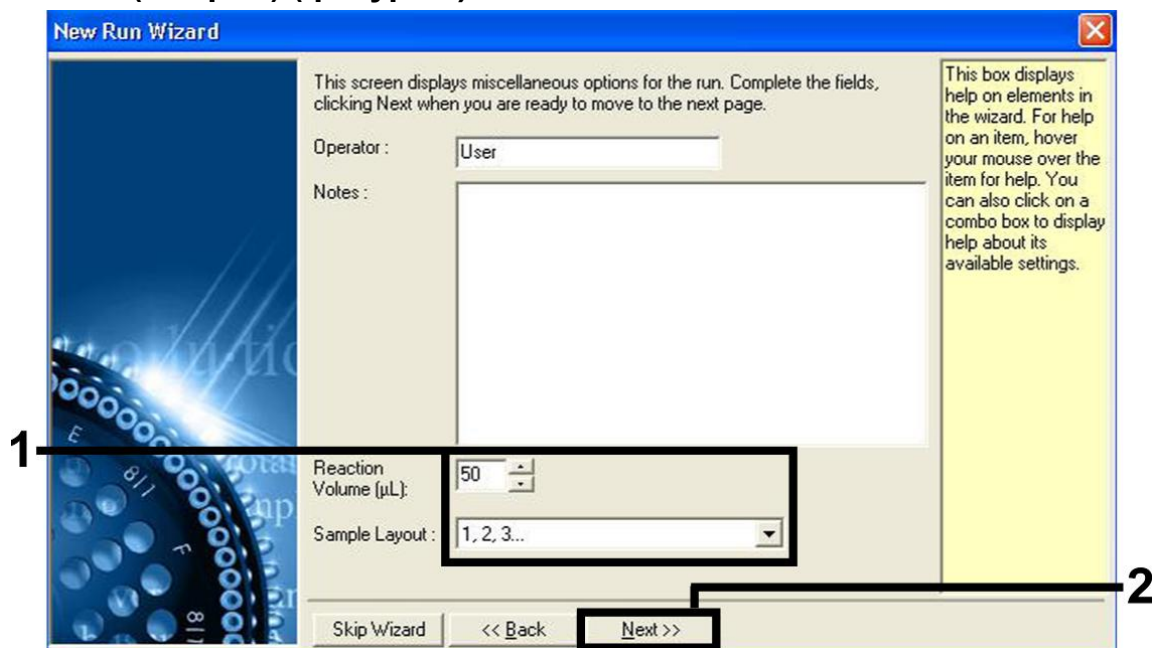 New Run Wizard
This screen displays miscellaneous options for the run. Complete the fields,
clicking Next when you are ready to move to the next page.
Operator :
User
Notes :
Reaction
Volume (µL):
50
Sample Layout :
1, 2, 3...
Skip Wizard
<< Back
Next >>
This box displays
help on elements in
the wizard. For help
on an item, hover
your mouse over the
item for help. You
can also click on a
combo box to display
help about its
available settings.
1
2
E
8|1
F
8|1